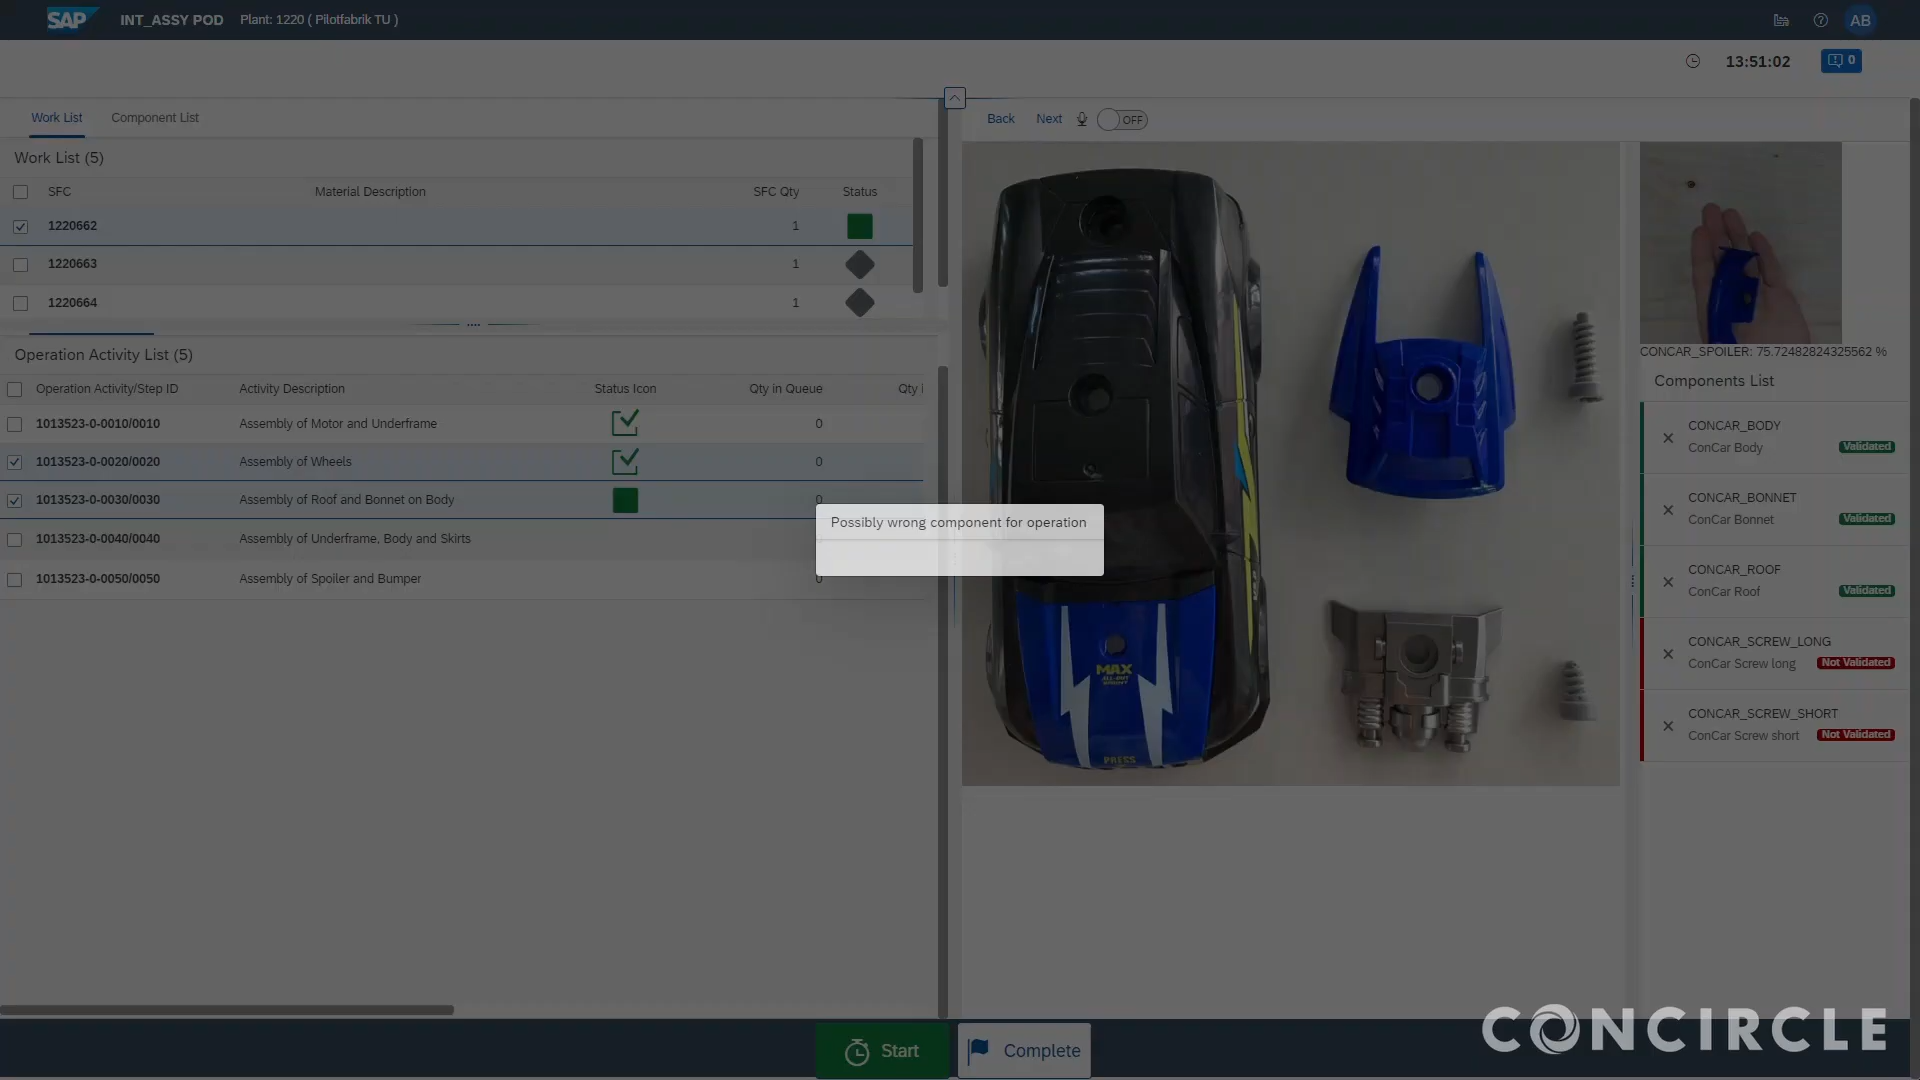 SAP INT_ASSY POD Plant: 1220 ( Pilotfabrik TU ) AB
13:51:02 0
Work List Component List
Work List (5)
SFC Material Description SFC Qty Status
1220662 1
1220663 1
1220664 1
Operation Activity List (5)
Operation Activity/Step ID Activity Description Status Icon Qty in Queue Qty I
1013523-0-0010/0010 Assembly of Motor and Underframe 0
1013523-0-0020/0020 Assembly of Wheels 0
1013523-0-0030/0030 Assembly of Roof and Bonnet on Body 0
1013523-0-0040/0040 Assembly of Underframe, Body and Skirts
1013523-0-0050/0050 Assembly of Spoiler and Bumper 0
Possibly wrong component for operation
Back Next OFF
MAX
PRESS
CONCAR_SPOILER: 75.72482824325562 %
Components List
CONCAR_BODY
ConCar Body Validated
CONCAR_BONNET
ConCar Bonnet Validated
CONCAR_ROOF
ConCar Roof Validated
CONCAR_SCREW_LONG
ConCar Screw long Not Validated
CONCAR_SCREW_SHORT
ConCar Screw short Not Validated
Start Complete
CONCIRCLE